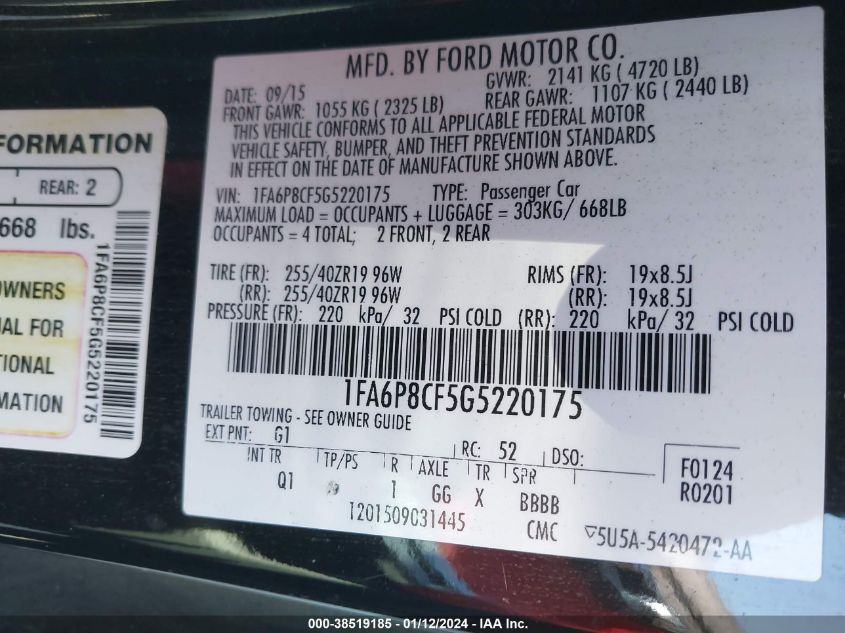 FORMATION
REAR: 2
668 lbs.
OWNERS
AL FOR
TIONAL
MATION
1FA6P8CF5G5220175
MFD. BY FORD MOTOR CO.
DATE: 09/15 GVWR: 2141 KG ( 4720 LB)
FRONT GAWR: 1055 KG ( 2325 LB) REAR GAWR: 1107 KG ( 2440 LB)
THIS VEHICLE CONFORMS TO ALL APPLICABLE FEDERAL MOTOR
VEHICLE SAFETY, BUMPER, AND THEFT PREVENTION STANDARDS
IN EFFECT ON THE DATE OF MANUFACTURE SHOWN ABOVE.
VIN: 1FA6P8CF5G5220175 TYPE: Passenger Car
MAXIMUM LOAD = OCCUPANTS + LUGGAGE = 303KG/ 668LB
OCCUPANTS = 4 TOTAL; 2 FRONT, 2 REAR
TIRE (FR): 255/40ZR19 96W RIMS (FR): 19x8.5J
(RR): 255/40ZR19 96W (RR): 19x8.5J
PRESSURE (FR): 220 kPa/ 32 PSI COLD (RR): 220 kPa/ 32 PSI COLD
1FA6P8CF5G5220175
TRAILER TOWING - SEE OWNER GUIDE
EXT PNT: G1 RC: 52 DSO: F0124
INT TR TP/PS R AXLE TR SPR R0201
Q1 1 GG X BBBB
1201509031445 CMC 5U5A-5420472-AA
000-38519185 - 01/12/2024 - IAA Inc.